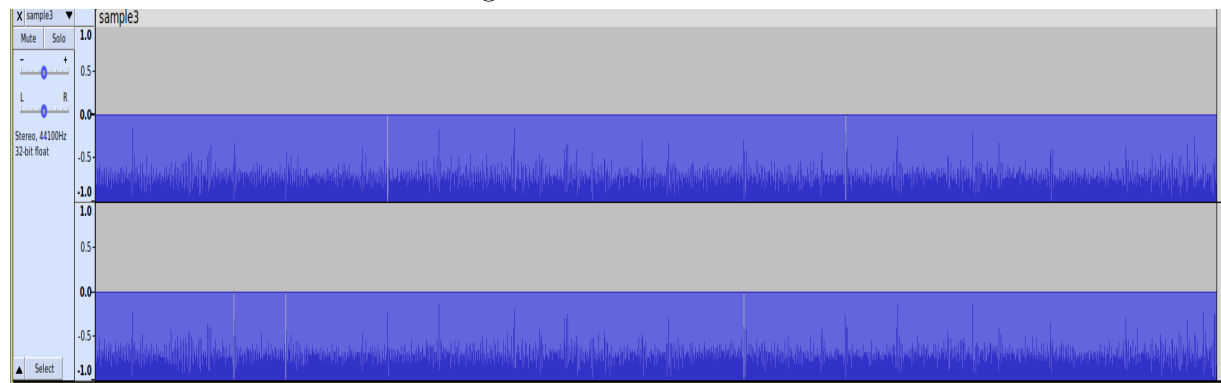 X sample3 ▼ sample3
Mute Solo
- +
L R
Stereo, 44100Hz
32-bit float
▲ Select
1.0
0.5
0.0
-0.5
-1.0
1.0
0.5
0.0
-0.5
-1.0